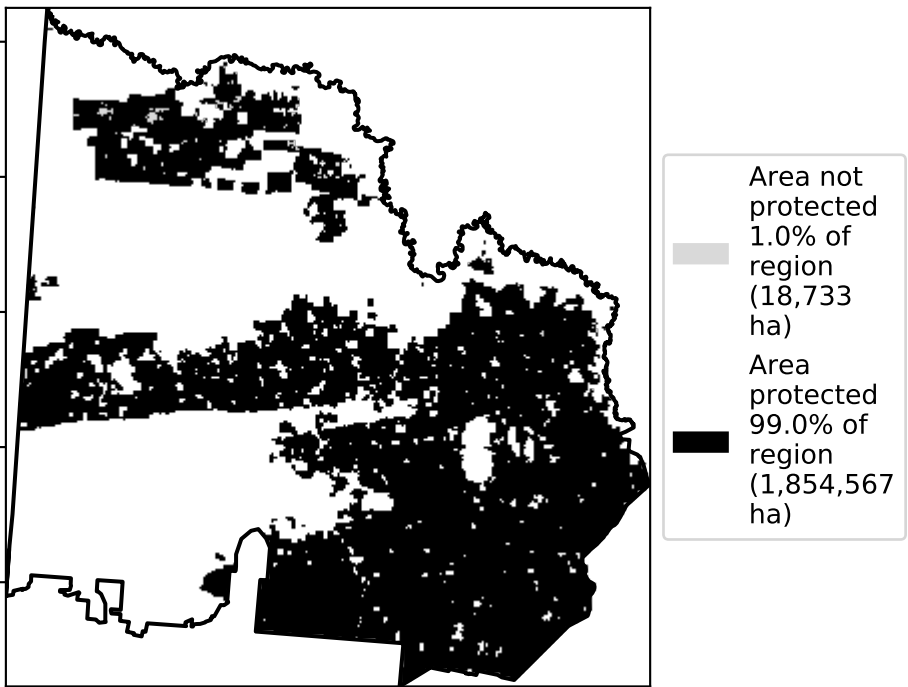 Area not
protected
1.0% of
region
(18,733
ha)
Area
protected
99.0% of
region
(1,854,567
ha)